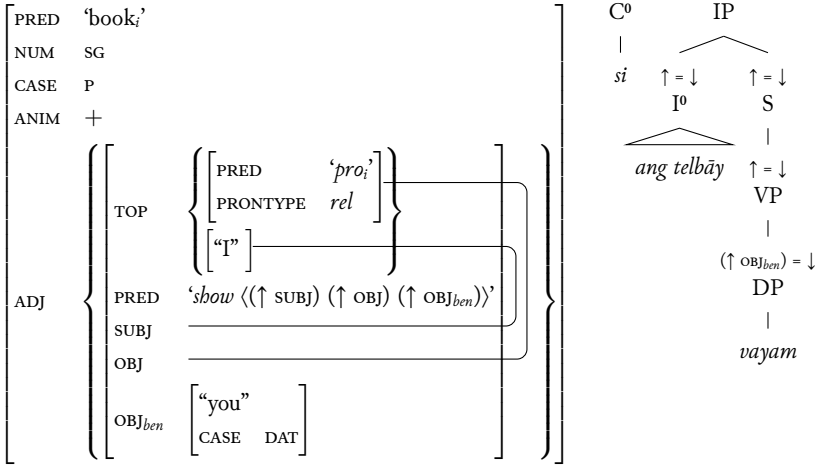 PRED ‘bookᵢ’
NUM SG
CASE P
ANIM +
ADJ
TOP
PRED ‘proᵢ’
PRONTYPE rel
“I”
PRED ‘show ⟨(↑ SUBJ) (↑ OBJ) (↑ OBJben)⟩’
SUBJ
OBJ
OBJben
“you”
CASE DAT
C⁰ IP
si ↑ = ↓ ↑ = ↓
I⁰ S
ang telbāy ↑ = ↓
VP
(↑ OBJben) = ↓
DP
vayam